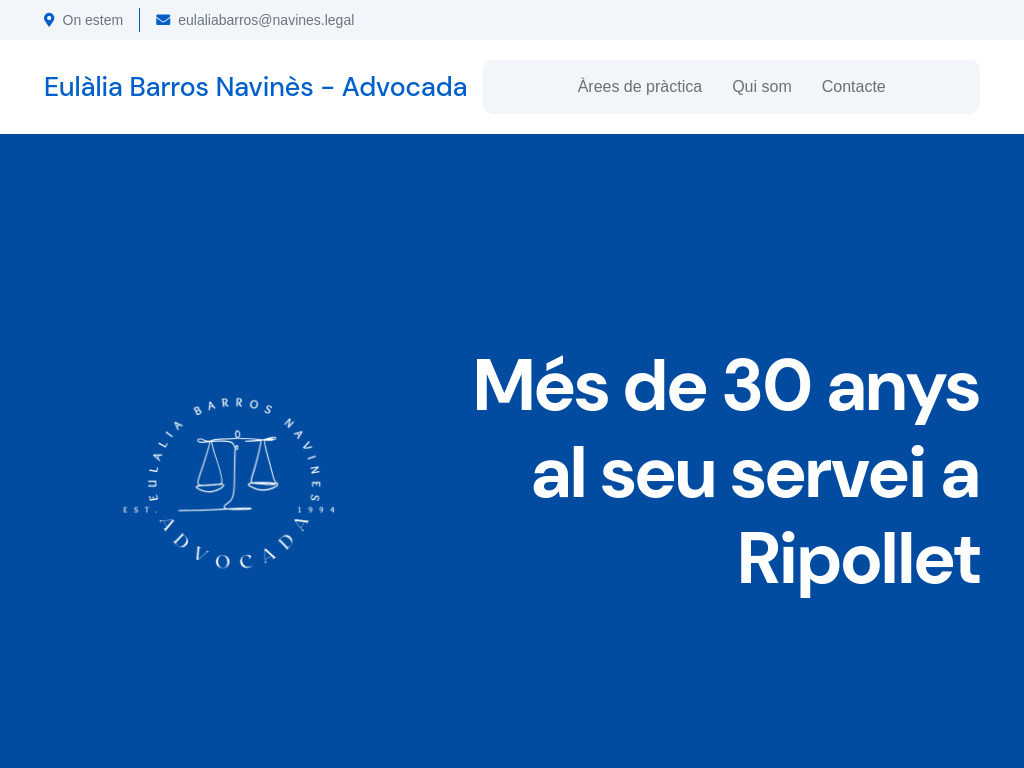 On estem
eulaliabarros@navines.legal
Eulàlia Barros Navinès - Advocada
Àrees de pràctica
Qui som
Contacte
EULALIA BARROS NAVINES
EST. 1994
ADVOCADA
Més de 30 anys
al seu servei a
Ripollet